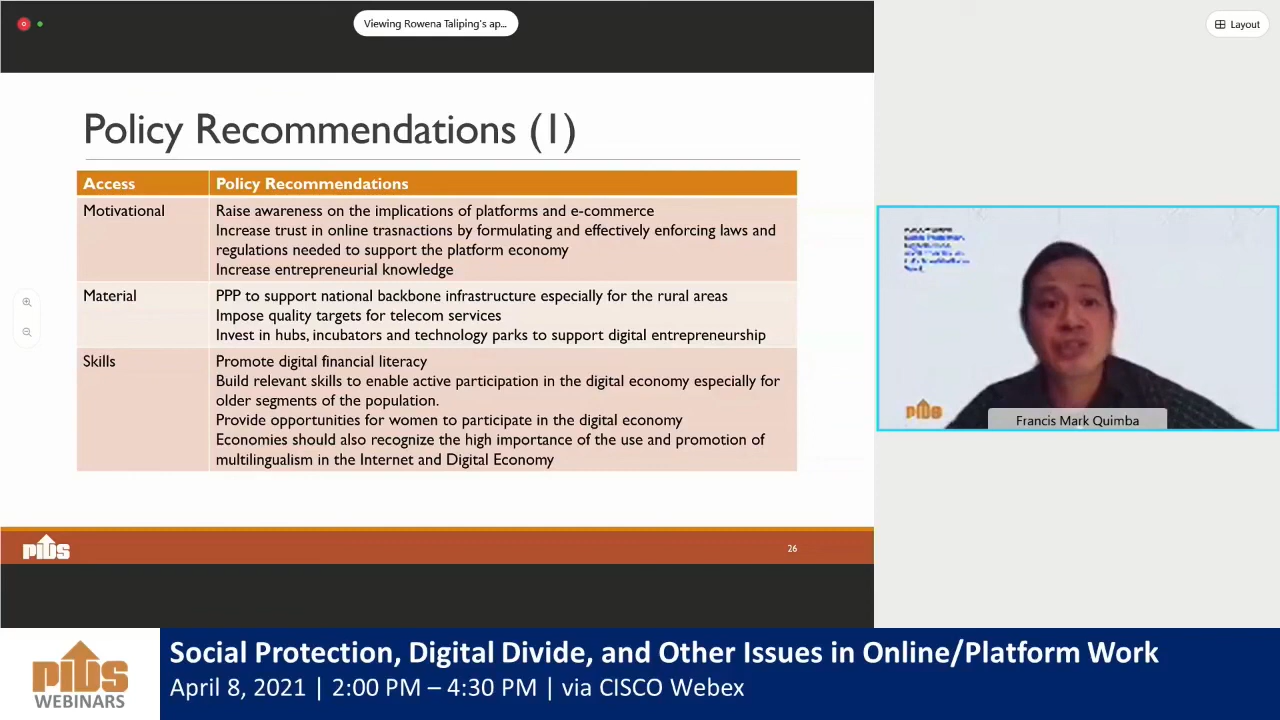 Viewing Rowena Taliping's ap...
Layout
Policy Recommendations (1)
Access
Policy Recommendations
Motivational
Raise awareness on the implications of platforms and e-commerce
Increase trust in online trasnactions by formulating and effectively enforcing laws and
regulations needed to support the platform economy
Increase entrepreneurial knowledge
Material
PPP to support national backbone infrastructure especially for the rural areas
Impose quality targets for telecom services
Invest in hubs, incubators and technology parks to support digital entrepreneurship
Skills
Promote digital financial literacy
Build relevant skills to enable active participation in the digital economy especially for
older segments of the population.
Provide opportunities for women to participate in the digital economy
Economies should also recognize the high importance of the use and promotion of
multilingualism in the Internet and Digital Economy
PIDS
26
PIDS
Francis Mark Quimba
PIDS
WEBINARS
Social Protection, Digital Divide, and Other Issues in Online/Platform Work
April 8, 2021 | 2:00 PM – 4:30 PM | via CISCO Webex